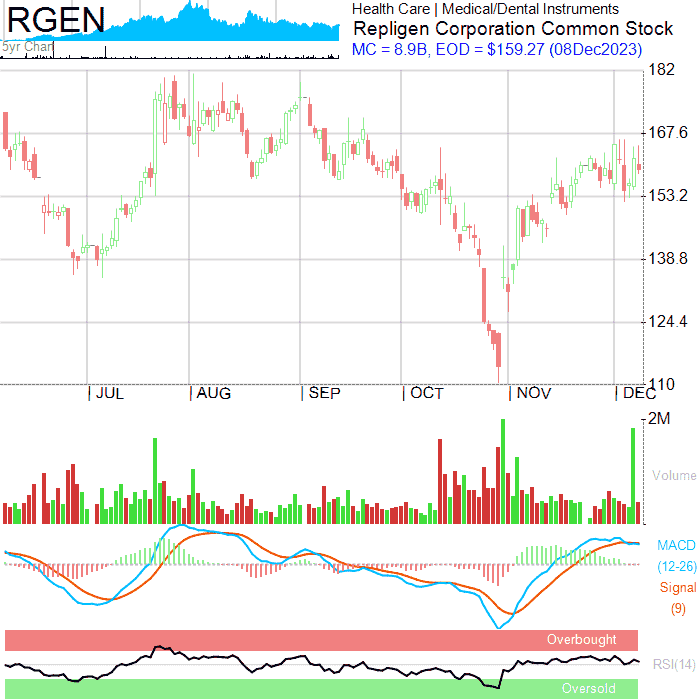 RGEN
5yr Chart
Health Care | Medical/Dental Instruments
Repligen Corporation Common Stock
MC = 8.9B, EOD = $159.27 (08Dec2023)
182
167.6
153.2
138.8
124.4
110
JUL AUG SEP OCT NOV DEC
2M
Volume
MACD
(12-26)
Signal
(9)
Overbought
RSI(14)
Oversold